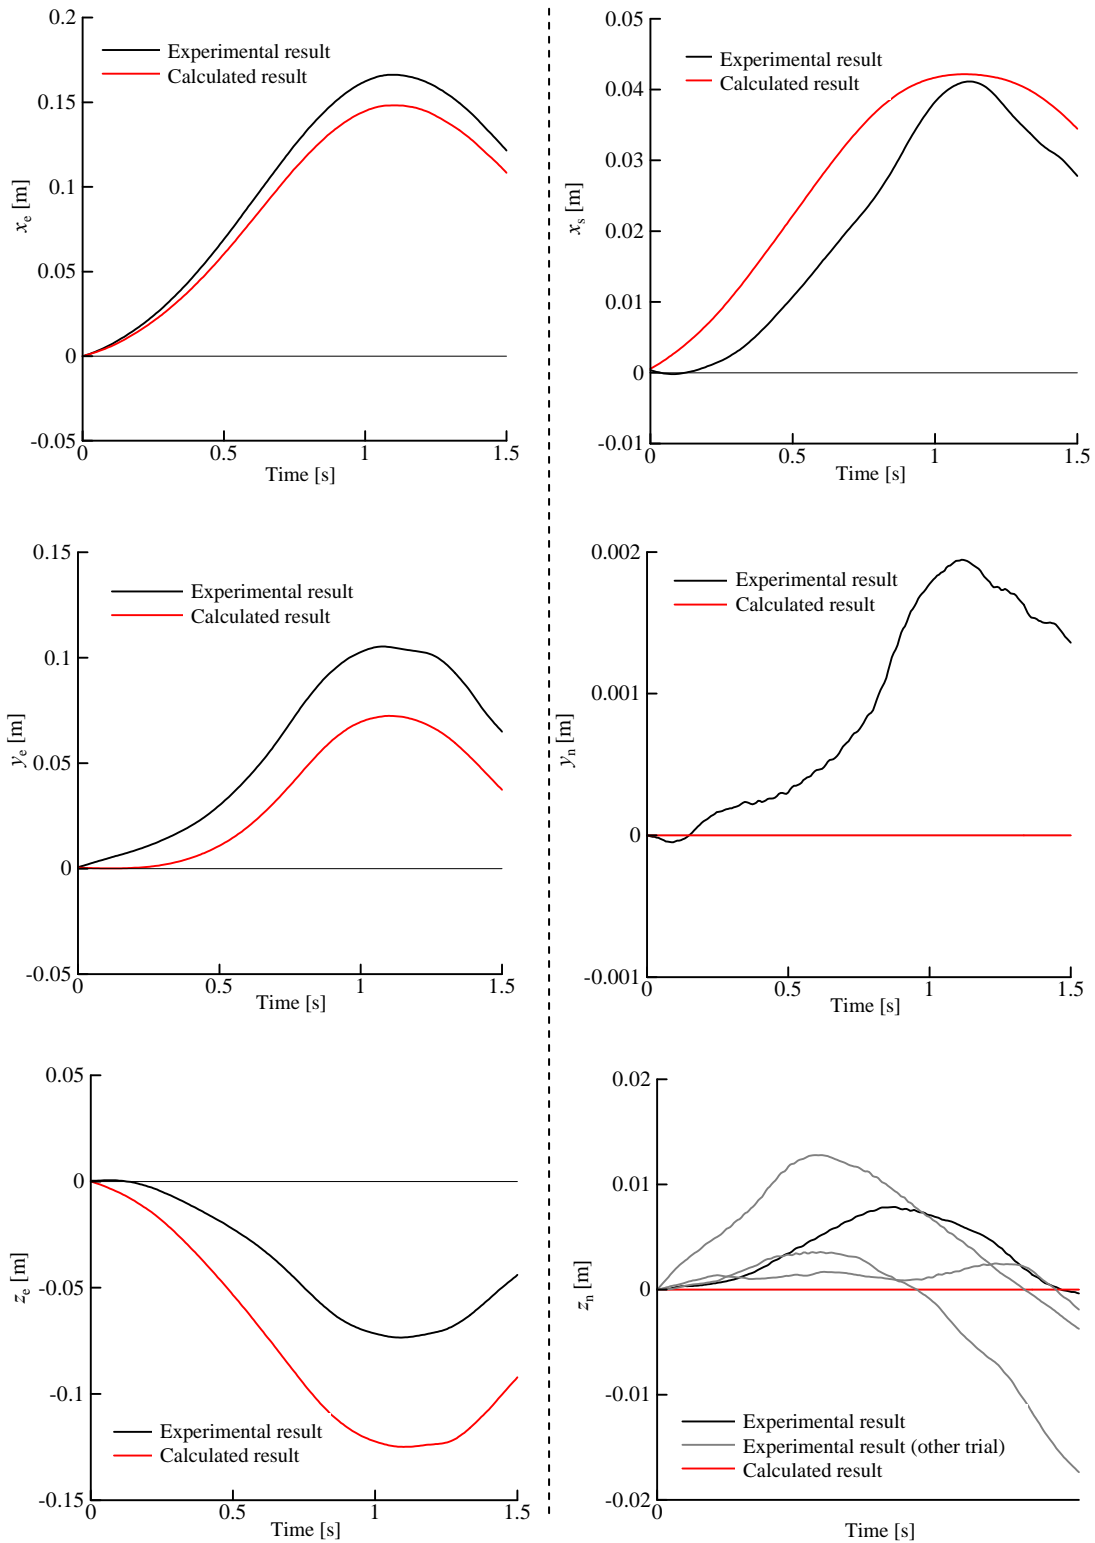 0.2
0.15
0.1
0.05
0
-0.05
x_e [m]
Experimental result
Calculated result
0
0.5
1
1.5
Time [s]
0.05
0.04
0.03
0.02
0.01
0
-0.01
x_s [m]
Experimental result
Calculated result
0
0.5
1
1.5
Time [s]
0.15
0.1
0.05
0
-0.05
y_e [m]
Experimental result
Calculated result
0
0.5
1
1.5
Time [s]
0.002
0.001
0
-0.001
y_n [m]
Experimental result
Calculated result
0
0.5
1
1.5
Time [s]
0.05
0
-0.05
-0.1
-0.15
z_e [m]
Experimental result
Calculated result
0
0.5
1
1.5
Time [s]
0.02
0.01
0
-0.01
-0.02
z_n [m]
Experimental result
Experimental result (other trial)
Calculated result
0
Time [s]